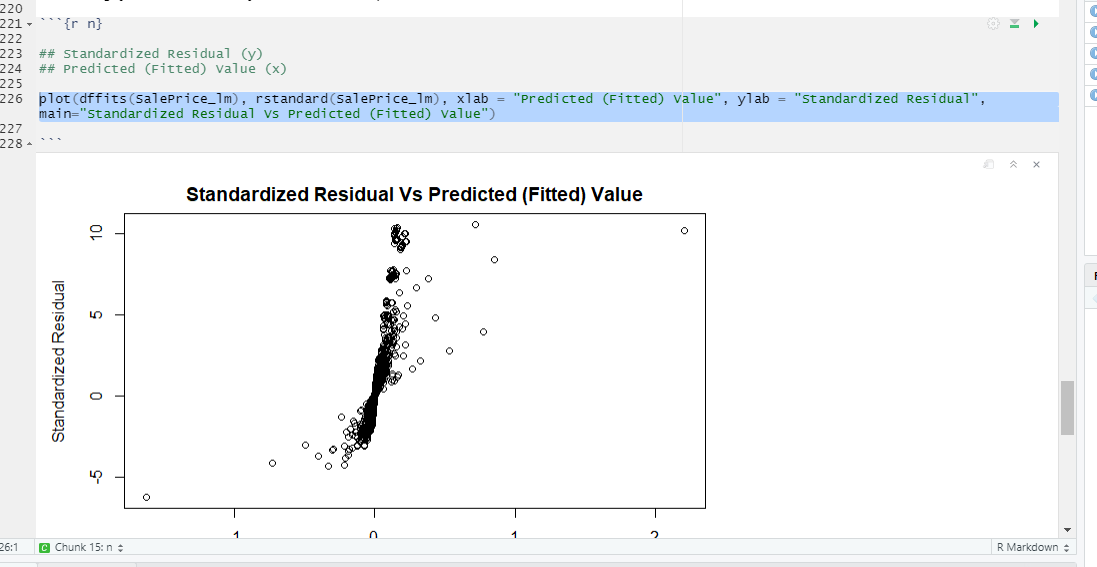 220
221 ```{r n}
222
223 ## Standardized Residual (y)
224 ## Predicted (Fitted) Value (x)
225
226 plot(dffits(SalePrice_lm), rstandard(SalePrice_lm), xlab = "Predicted (Fitted) Value", ylab = "Standardized Residual",
main="Standardized Residual Vs Predicted (Fitted) Value")
227
228 ```
Standardized Residual Vs Predicted (Fitted) Value
Standardized Residual
10
5
0
-5
1 0 1 2
26:1 C Chunk 15: n R Markdown